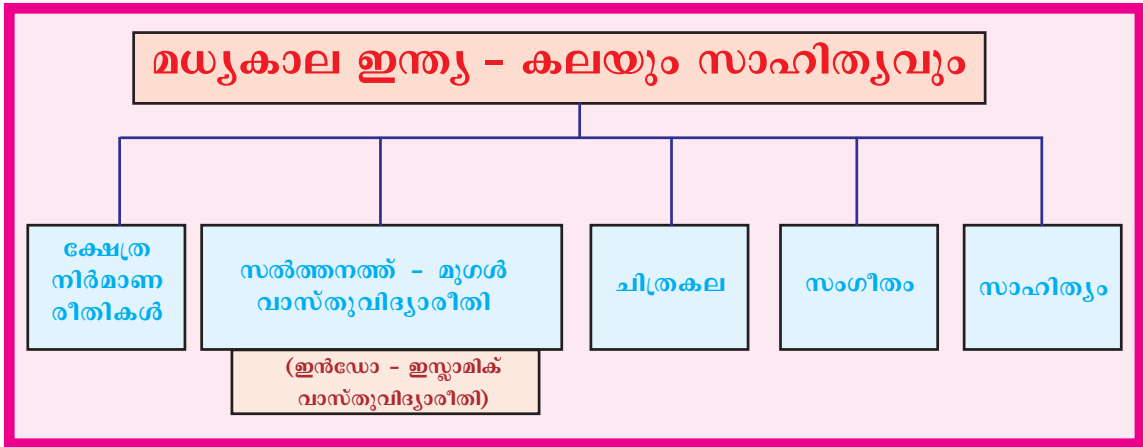 മധ്യകാല ഇന്ത്യ – കലയും സാഹിത്യവും
ക്ഷേത്ര
നിർമാണ
രീതികൾ
സൽത്തനത്ത് – മുഗൾ
വാസ്തുവിദ്യാരീതി
(ഇൻഡോ – ഇസ്ലാമിക്
വാസ്തുവിദ്യാരീതി)
ചിത്രകല
സംഗീതം
സാഹിത്യം